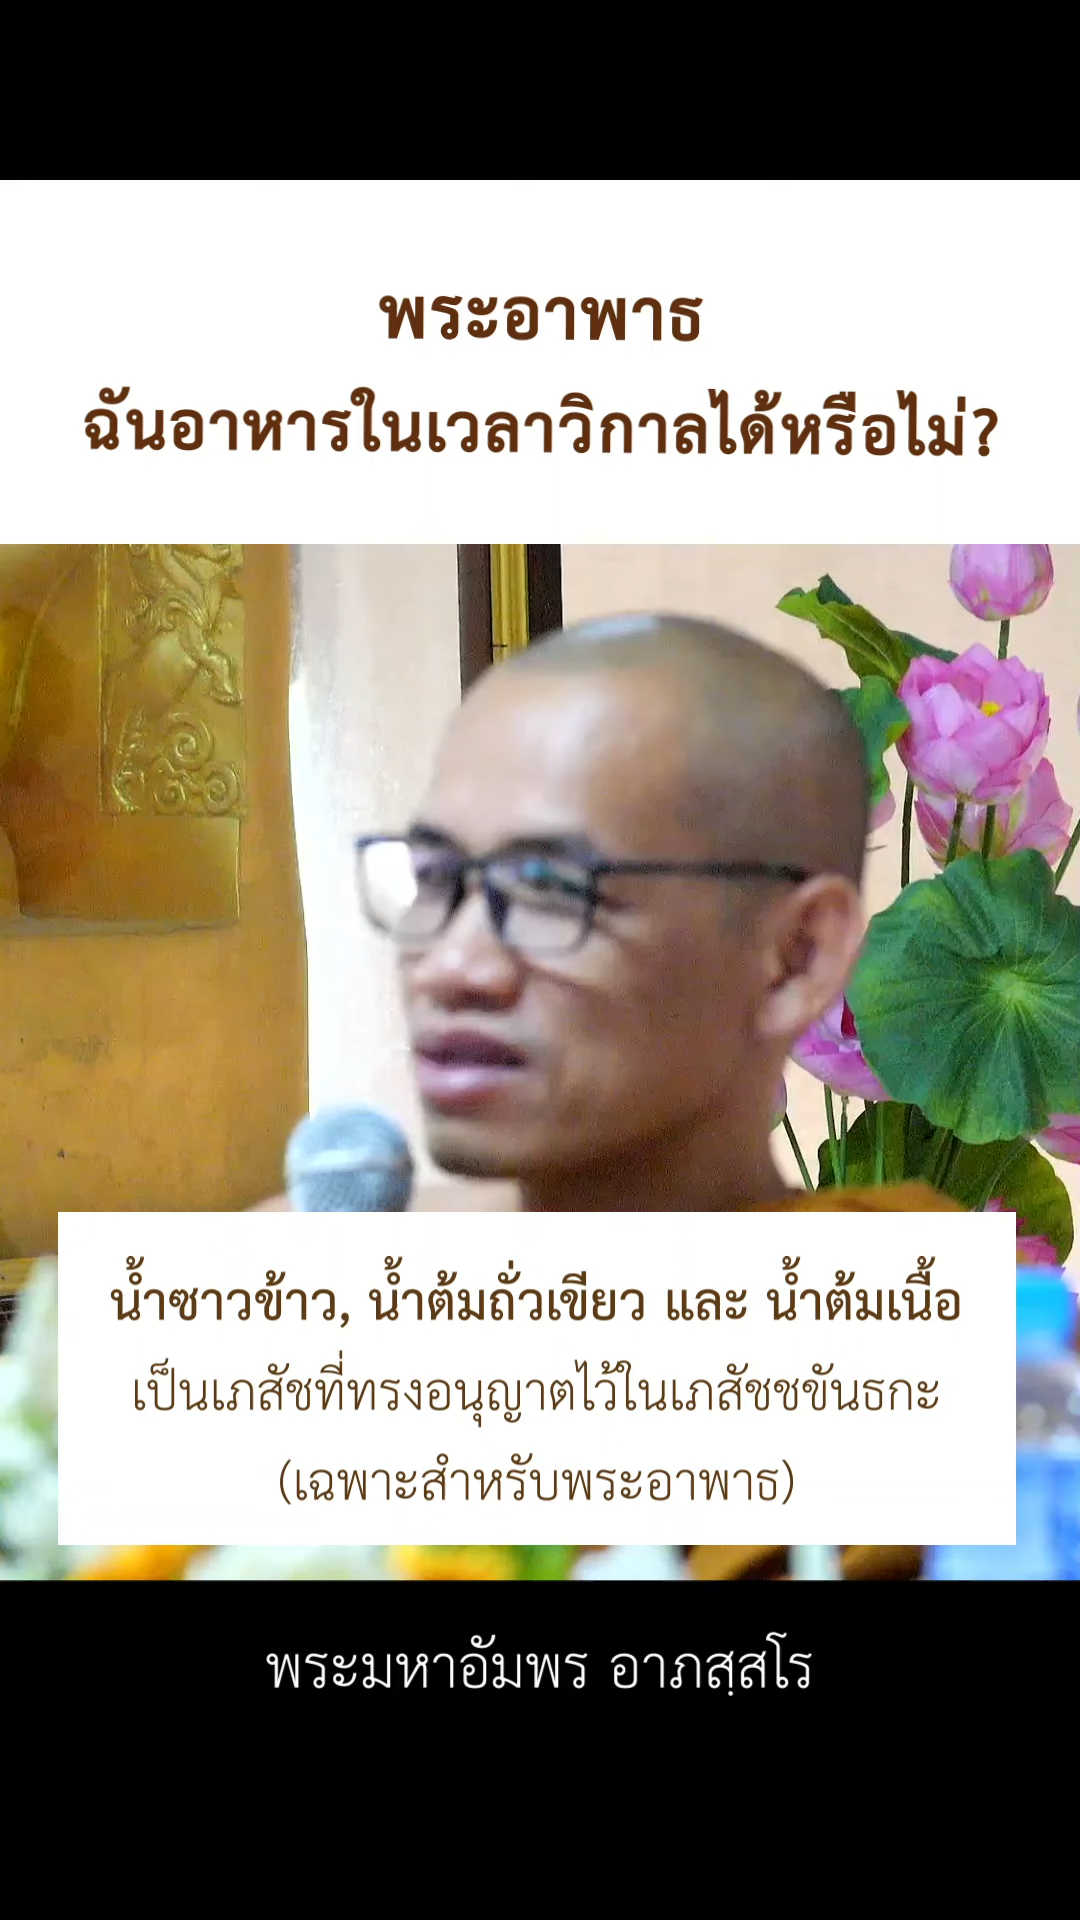 พระอาพาธ
ฉันอาหารในเวลาวิกาลได้หรือไม่?
น้ำซาวข้าว, น้ำต้มถั่วเขียว และ น้ำต้มเนื้อ
เป็นเภสัชที่ทรงอนุญาตไว้ในเภสัชชขันธกะ
(เฉพาะสำหรับพระอาพาธ)
พระมหาอัมพร อาภสฺสโร